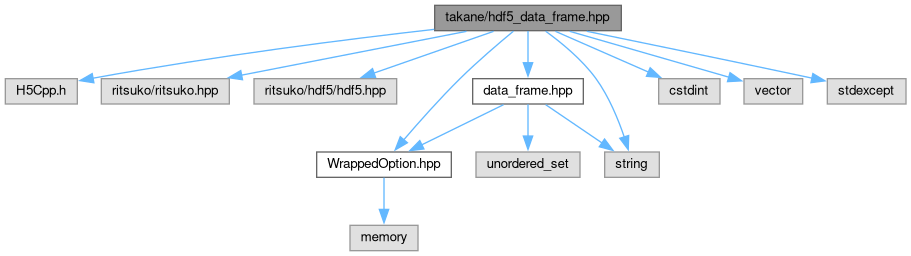 takane/hdf5_data_frame.hpp
H5Cpp.h
ritsuko/ritsuko.hpp
ritsuko/hdf5/hdf5.hpp
data_frame.hpp
cstdint
vector
stdexcept
WrappedOption.hpp
unordered_set
string
memory